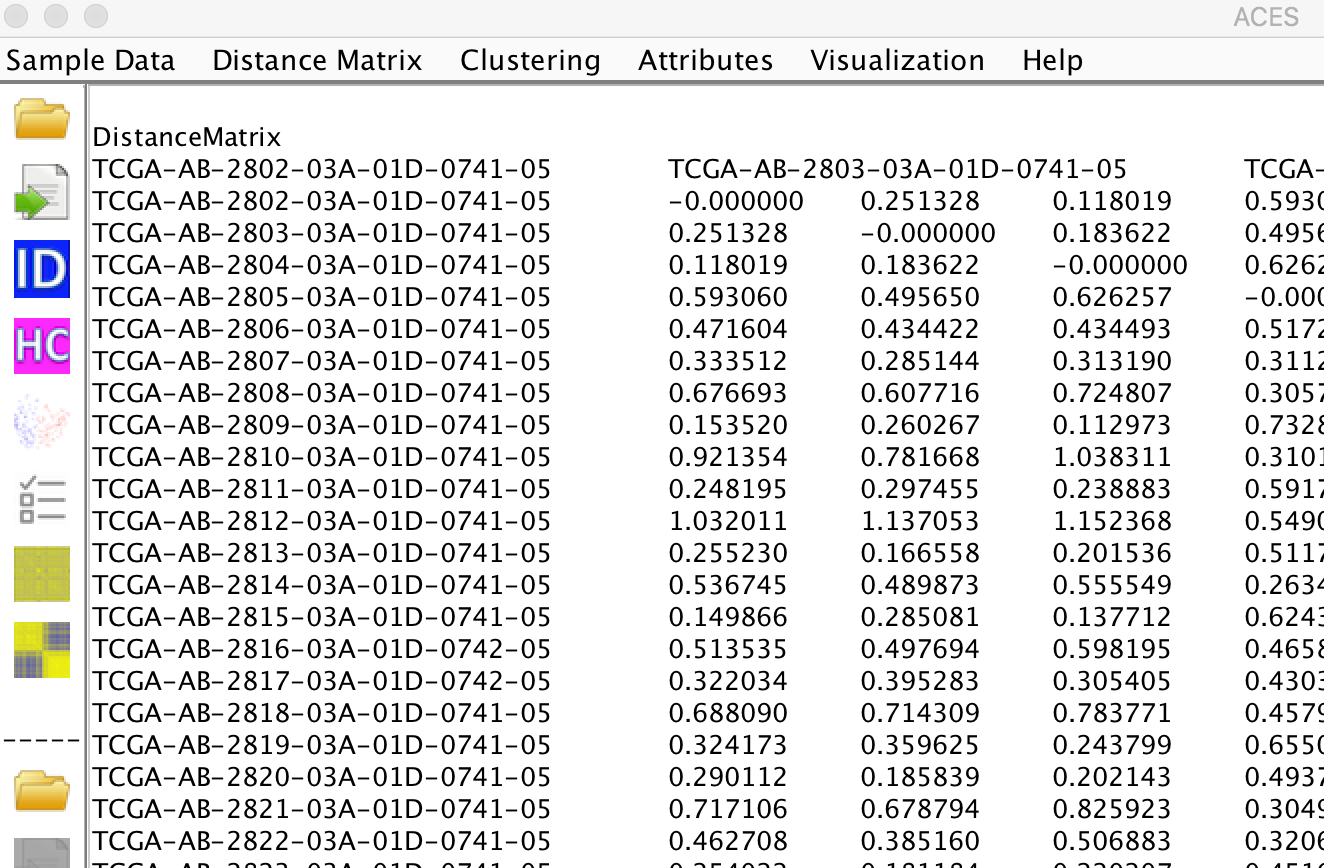 ACES
Sample Data Distance Matrix Clustering Attributes Visualization Help
ID
HC
DistanceMatrix
TCGA-AB-2802-03A-01D-0741-05 TCGA-AB-2803-03A-01D-0741-05 TCGA-
TCGA-AB-2802-03A-01D-0741-05 -0.000000 0.251328 0.118019 0.5930
TCGA-AB-2803-03A-01D-0741-05 0.251328 -0.000000 0.183622 0.4956
TCGA-AB-2804-03A-01D-0741-05 0.118019 0.183622 -0.000000 0.6262
TCGA-AB-2805-03A-01D-0741-05 0.593060 0.495650 0.626257 -0.000
TCGA-AB-2806-03A-01D-0741-05 0.471604 0.434422 0.434493 0.5172
TCGA-AB-2807-03A-01D-0741-05 0.333512 0.285144 0.313190 0.3112
TCGA-AB-2808-03A-01D-0741-05 0.676693 0.607716 0.724807 0.3057
TCGA-AB-2809-03A-01D-0741-05 0.153520 0.260267 0.112973 0.7328
TCGA-AB-2810-03A-01D-0741-05 0.921354 0.781668 1.038311 0.3101
TCGA-AB-2811-03A-01D-0741-05 0.248195 0.297455 0.238883 0.5917
TCGA-AB-2812-03A-01D-0741-05 1.032011 1.137053 1.152368 0.5490
TCGA-AB-2813-03A-01D-0741-05 0.255230 0.166558 0.201536 0.5117
TCGA-AB-2814-03A-01D-0741-05 0.536745 0.489873 0.555549 0.2634
TCGA-AB-2815-03A-01D-0741-05 0.149866 0.285081 0.137712 0.6243
TCGA-AB-2816-03A-01D-0742-05 0.513535 0.497694 0.598195 0.4658
TCGA-AB-2817-03A-01D-0742-05 0.322034 0.395283 0.305405 0.4303
TCGA-AB-2818-03A-01D-0741-05 0.688090 0.714309 0.783771 0.4579
TCGA-AB-2819-03A-01D-0741-05 0.324173 0.359625 0.243799 0.6550
TCGA-AB-2820-03A-01D-0741-05 0.290112 0.185839 0.202143 0.4937
TCGA-AB-2821-03A-01D-0741-05 0.717106 0.678794 0.825923 0.3049
TCGA-AB-2822-03A-01D-0741-05 0.462708 0.385160 0.506883 0.3206